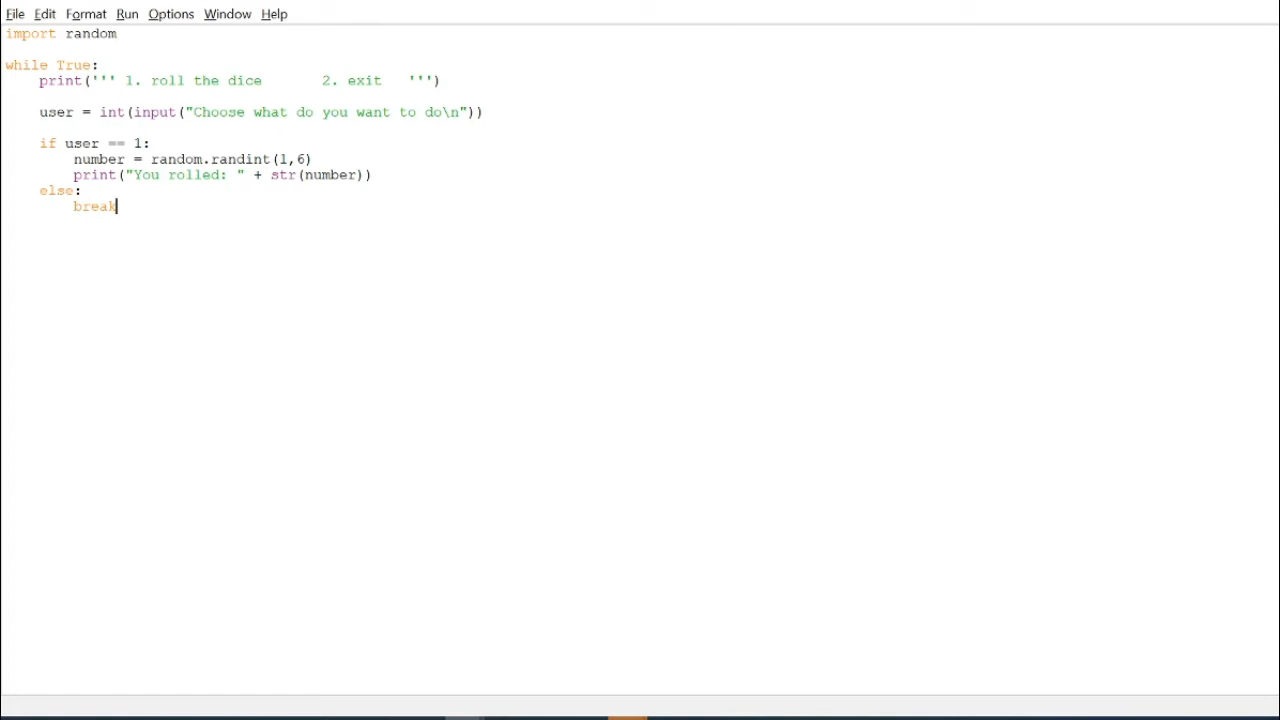 File Edit Format Run Options Window Help
import random
while True:
    print(''' 1. roll the dice       2. exit   ''')
    user = int(input("Choose what do you want to do\n"))
    if user == 1:
        number = random.randint(1,6)
        print("You rolled: " + str(number))
    else:
        break